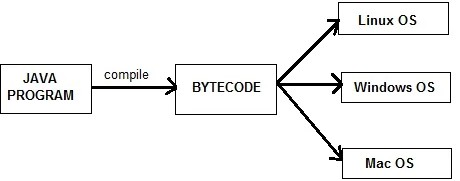 JAVA
PROGRAM
compile
BYTECODE
Linux OS
Windows OS
Mac OS